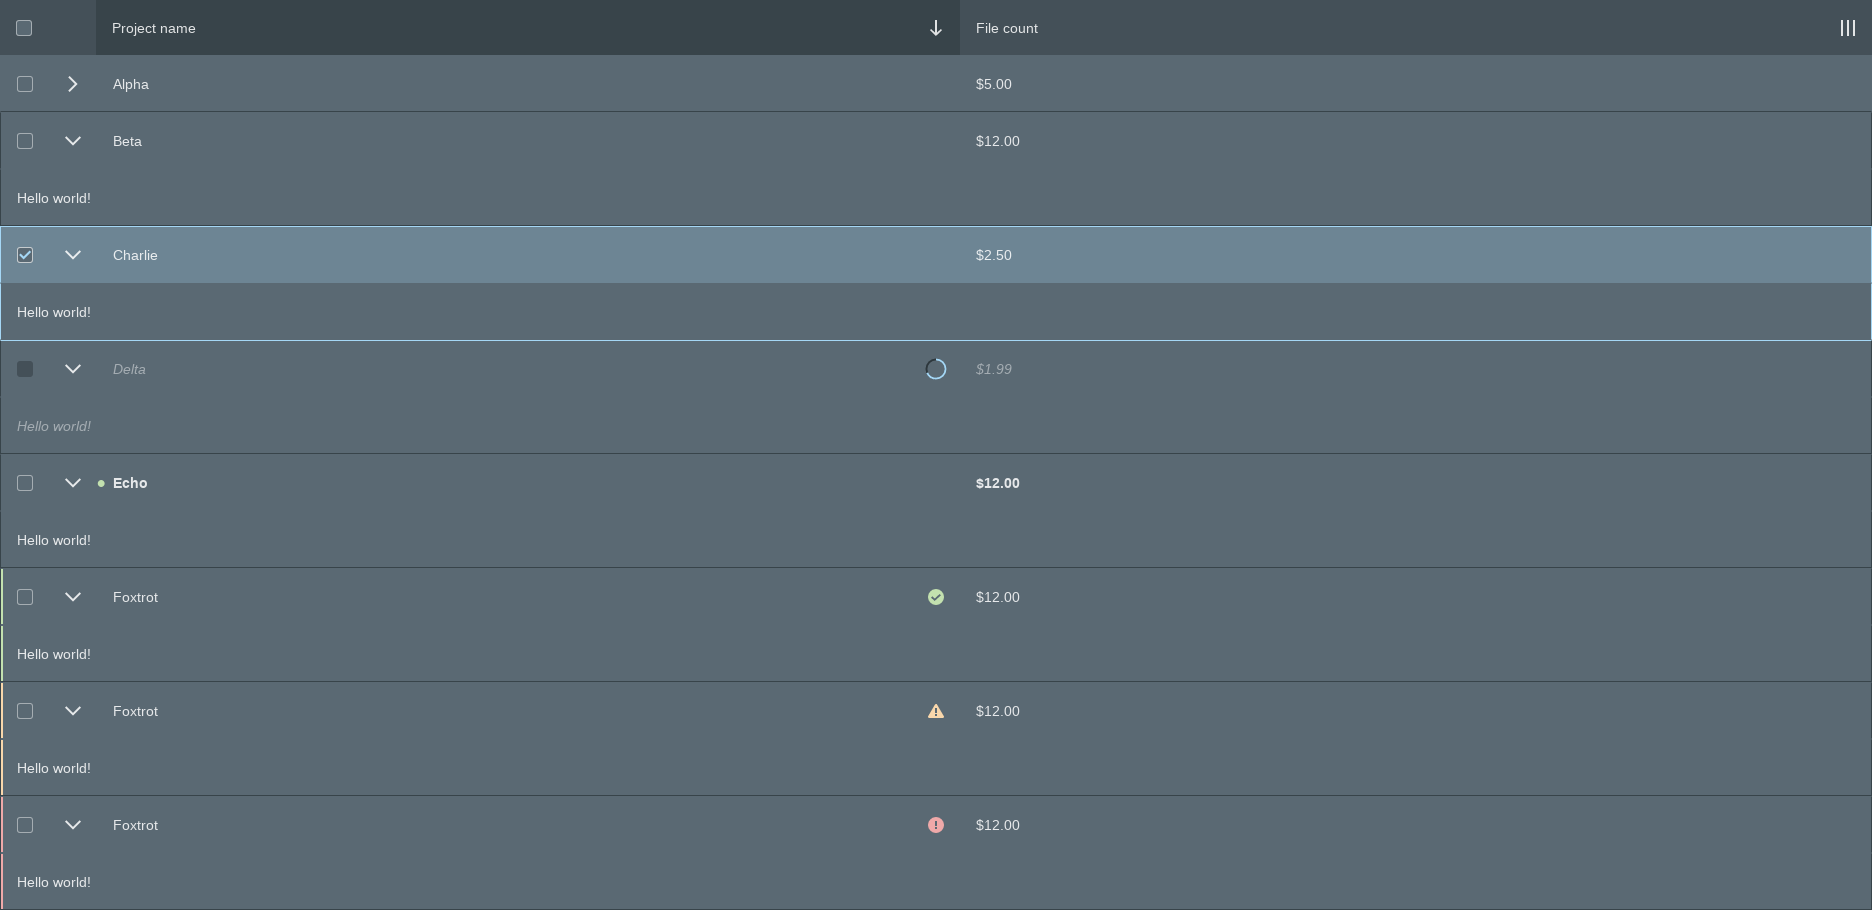 Project name File count
Alpha $5.00
Beta $12.00
Hello world!
Charlie $2.50
Hello world!
Delta $1.99
Hello world!
Echo $12.00
Hello world!
Foxtrot $12.00
Hello world!
Foxtrot $12.00
Hello world!
Foxtrot $12.00
Hello world!